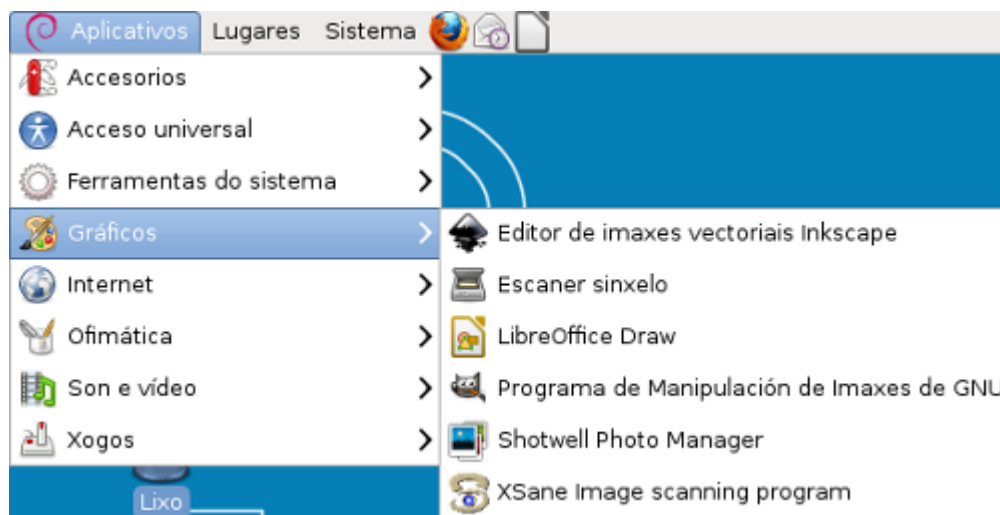 Aplicativos Lugares Sistema
Accesorios
Acceso universal
Ferramentas do sistema
Gráficos
Internet
Ofimática
Son e vídeo
Xogos
Editor de imaxes vectoriais Inkscape
Escaner sinxelo
LibreOffice Draw
Programa de Manipulación de Imaxes de GNU
Shotwell Photo Manager
XSane Image scanning program
Lixo